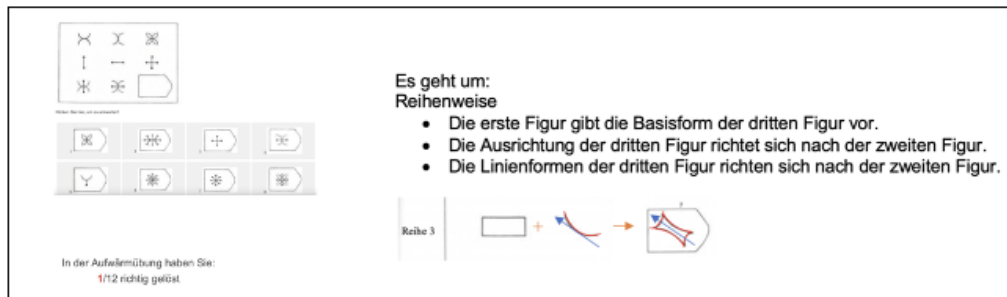 Es geht um:
Reihenweise
• Die erste Figur gibt die Basisform der dritten Figur vor.
• Die Ausrichtung der dritten Figur richtet sich nach der zweiten Figur.
• Die Linienformen der dritten Figur richten sich nach der zweiten Figur.
Reihe 3
In der Aufwärmübung haben Sie:
1/12 richtig gelöst